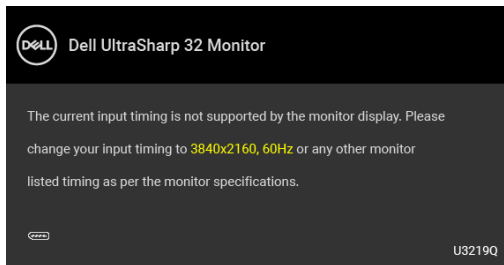 DELL Dell UltraSharp 32 Monitor
The current input timing is not supported by the monitor display. Please
change your input timing to 3840x2160, 60Hz or any other monitor
listed timing as per the monitor specifications.
U3219Q